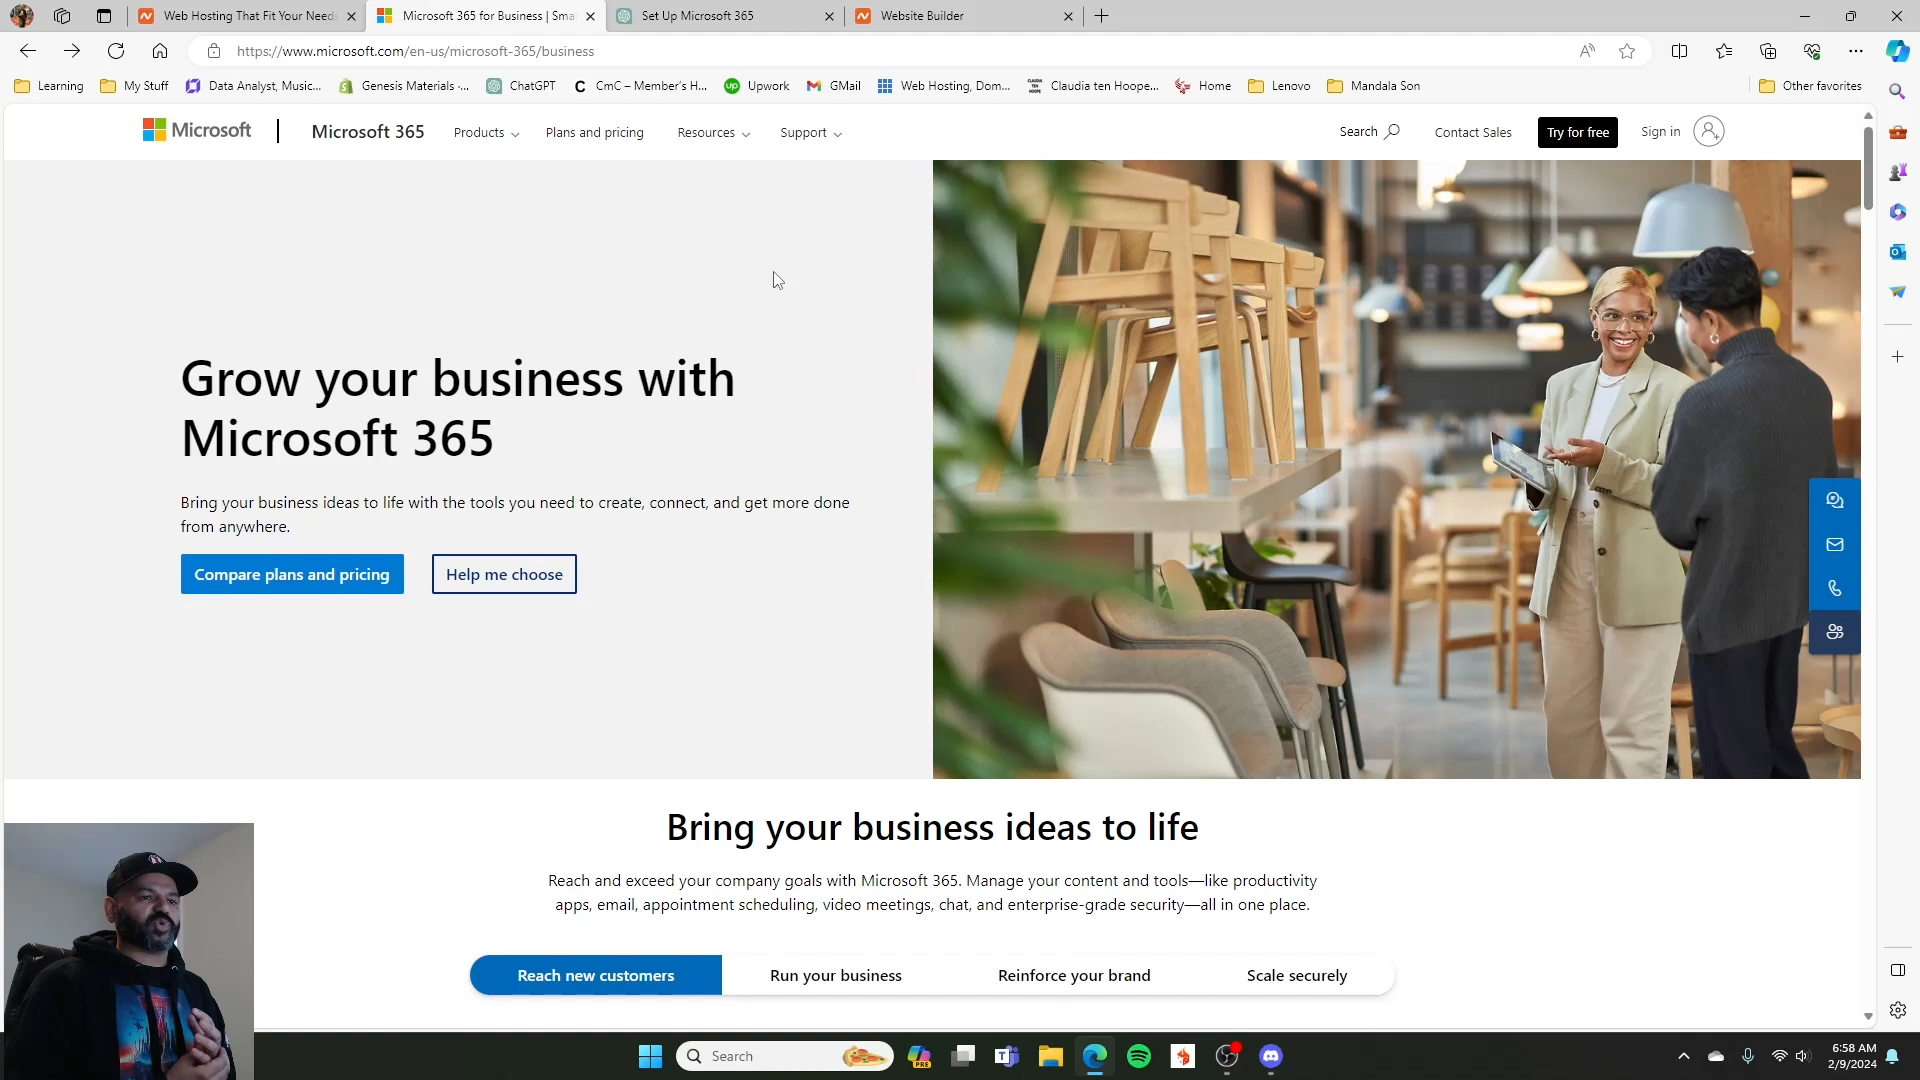 Web Hosting That Fit Your Needs
Microsoft 365 for Business | Sma
Set Up Microsoft 365
Website Builder
https://www.microsoft.com/en-us/microsoft-365/business
Learning
My Stuff
Data Analyst, Music...
Genesis Materials -...
ChatGPT
CmC – Member's H...
Upwork
GMail
Web Hosting, Dom...
Claudia ten Hoope...
Home
Lenovo
Mandala Son
Other favorites
Microsoft
Microsoft 365
Products
Plans and pricing
Resources
Support
Search
Contact Sales
Try for free
Sign in
Grow your business with
Microsoft 365
Bring your business ideas to life with the tools you need to create, connect, and get more done
from anywhere.
Compare plans and pricing
Help me choose
Bring your business ideas to life
Reach and exceed your company goals with Microsoft 365. Manage your content and tools—like productivity
apps, email, appointment scheduling, video meetings, chat, and enterprise-grade security—all in one place.
Reach new customers
Run your business
Reinforce your brand
Scale securely
Search
PRE
6:58 AM
2/9/2024